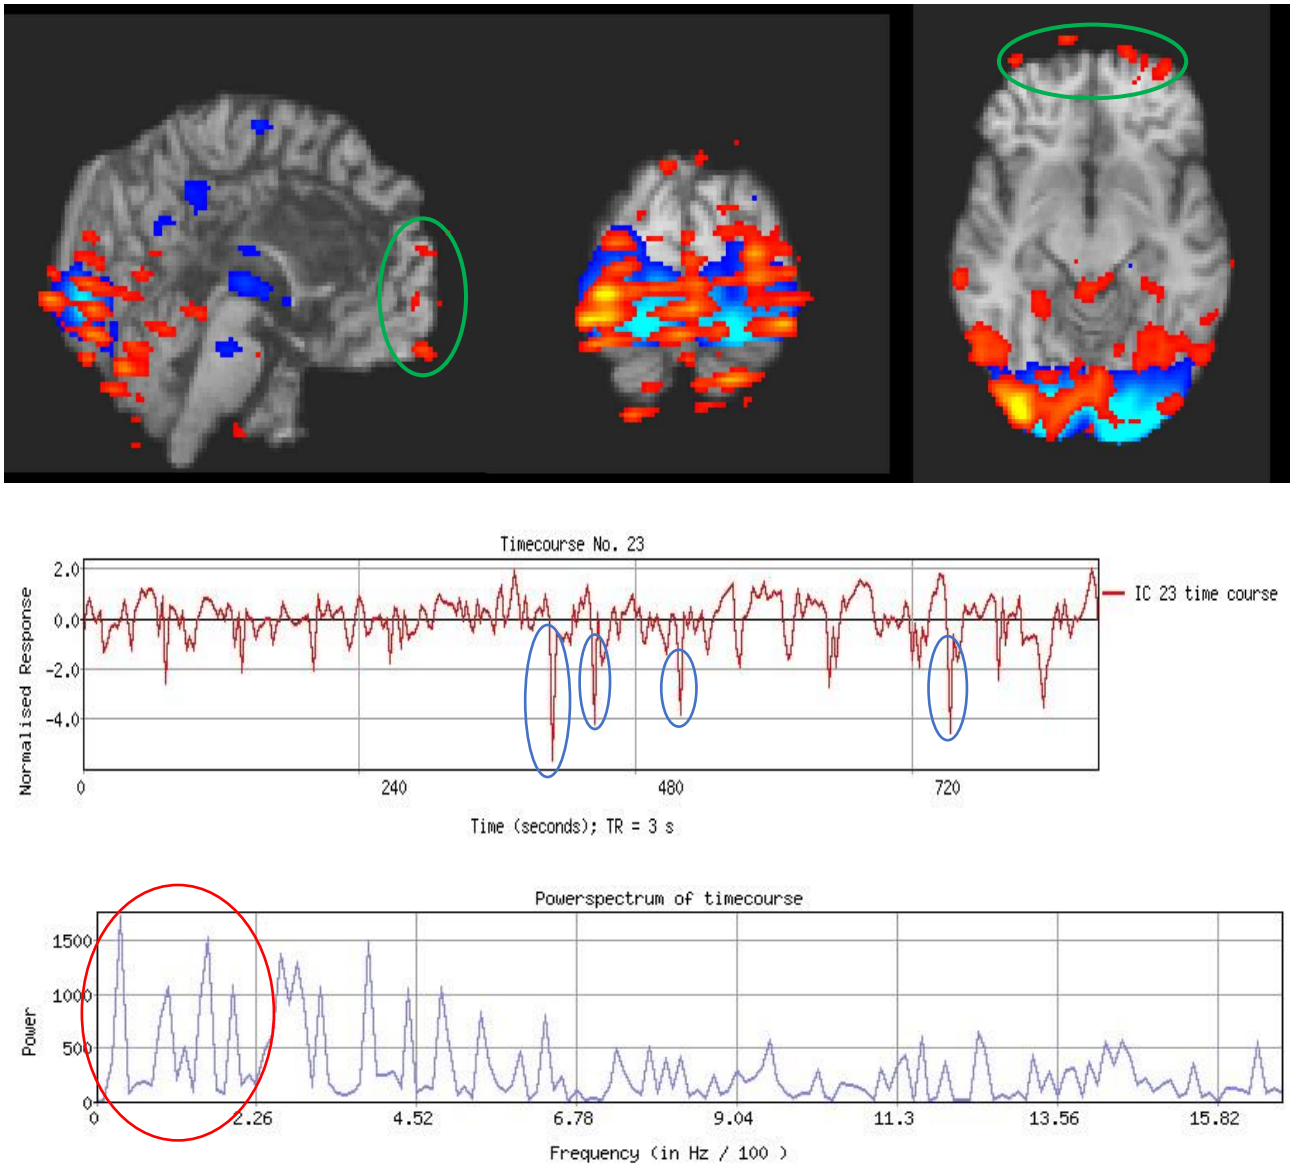 Timecourse No. 23
2.0
0.0
-2.0
-4.0
Normalised Response
IC 23 time course
0 240 480 720
Time (seconds); TR = 3 s
Powerspectrum of timecourse
1500
1000
500
0
Power
0 2.26 4.52 6.78 9.04 11.3 13.56 15.82
Frequency (in Hz / 100 )